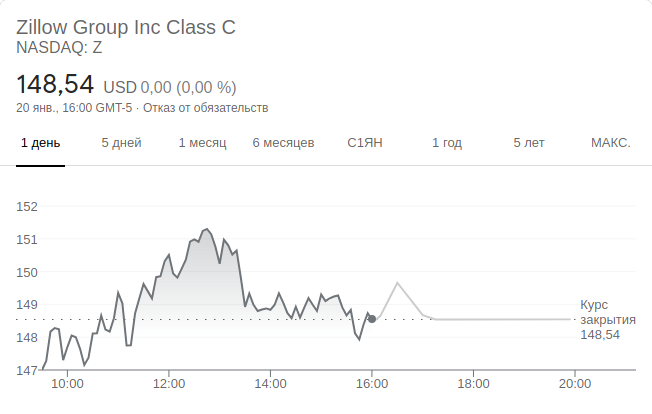 Zillow Group Inc Class C
NASDAQ: Z
148,54 USD 0,00 (0,00 %)
20 янв., 16:00 GMT-5 · Отказ от обязательств
1 день 5 дней 1 месяц 6 месяцев С1ЯН 1 год 5 лет МАКС.
152
151
150
149
148
147
Курс
закрытия
148,54
10:00 12:00 14:00 16:00 18:00 20:00